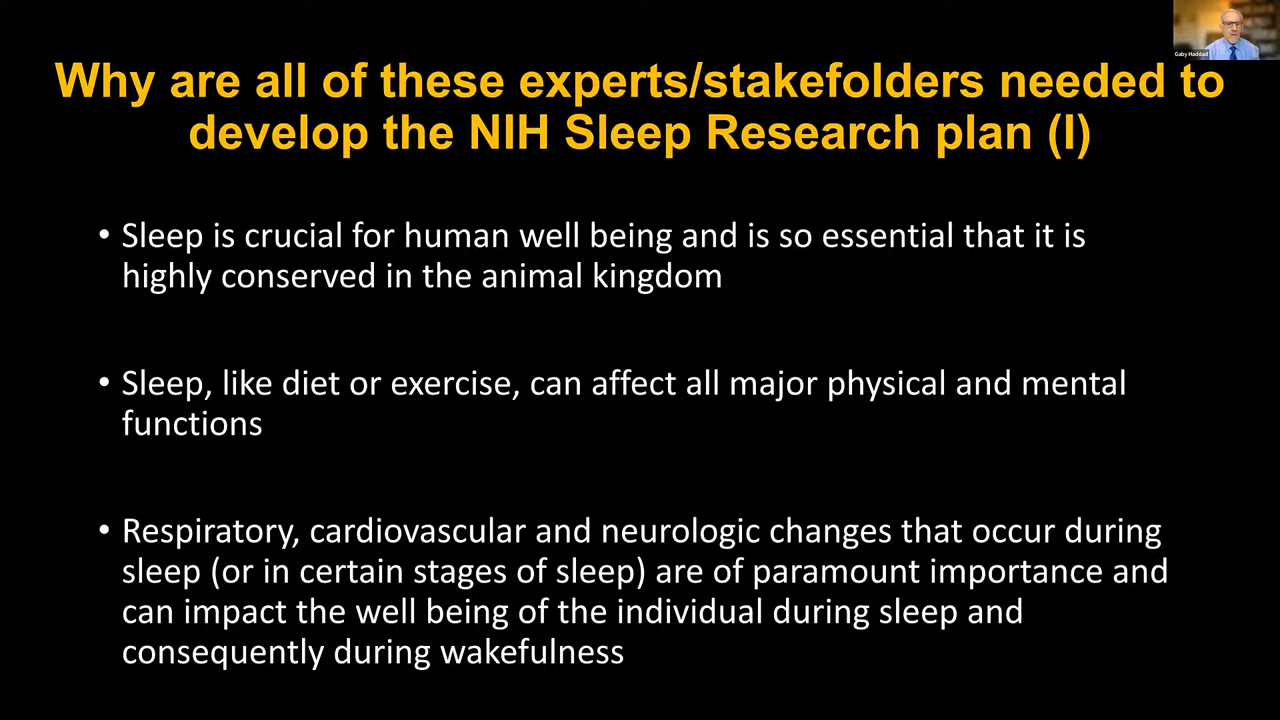 Why are all of these experts/stakefolders needed to
develop the NIH Sleep Research plan (I)
• Sleep is crucial for human well being and is so essential that it is
highly conserved in the animal kingdom
• Sleep, like diet or exercise, can affect all major physical and mental
functions
• Respiratory, cardiovascular and neurologic changes that occur during
sleep (or in certain stages of sleep) are of paramount importance and
can impact the well being of the individual during sleep and
consequently during wakefulness
Gaby Haddad